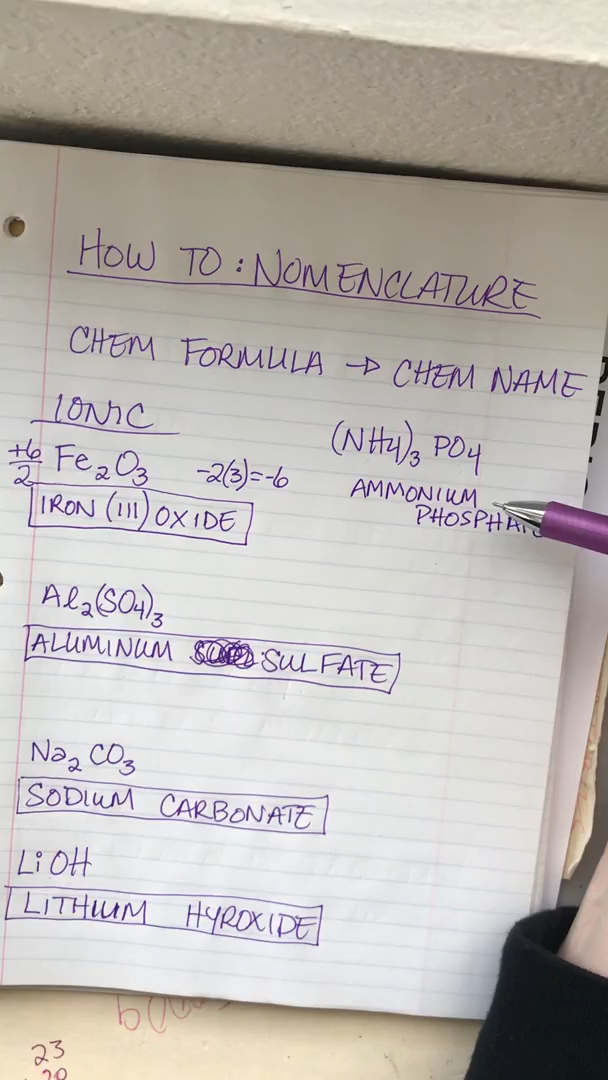 HOW TO : NOMENCLATURE
CHEM FORMULA → CHEM NAME
IONIC
+6/2 Fe₂O₃ -2(3)=-6
IRON (III) OXIDE
(NH4)₃ PO4
AMMONIUM
Al₂(SO4)₃
ALUMINUM SULFATE
Na₂ CO₃
SODIUM CARBONATE
LiOH
LITHIUM HYROXIDE
23